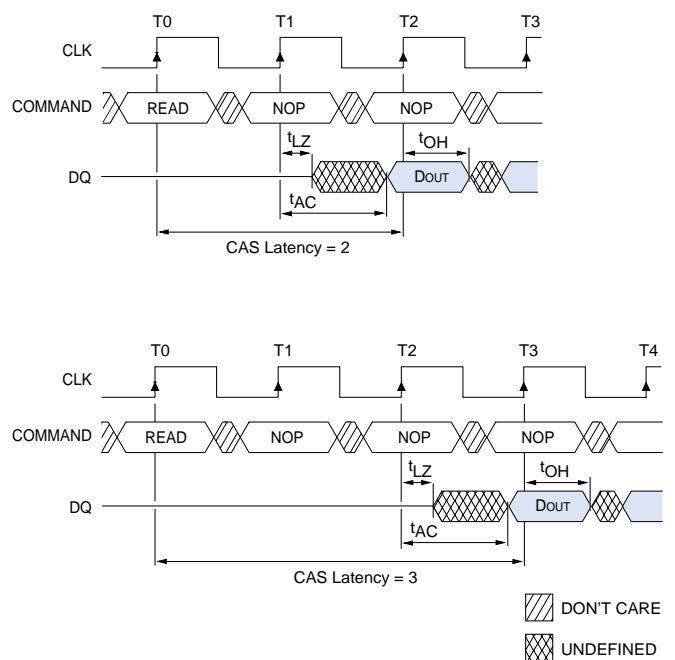 T0 T1 T2 T3
CLK
COMMAND READ NOP NOP
tLZ tOH
DQ DOUT
tAC
CAS Latency = 2
T0 T1 T2 T3 T4
CLK
COMMAND READ NOP NOP NOP
tLZ tOH
DQ DOUT
tAC
CAS Latency = 3
DON'T CARE
UNDEFINED